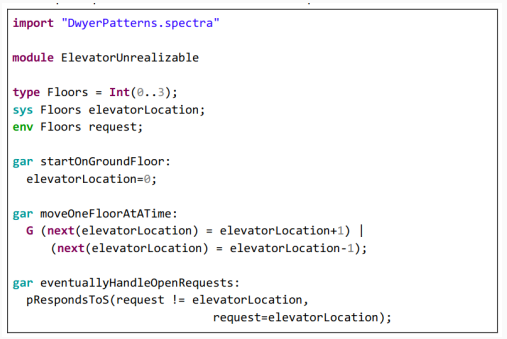 import "DwyerPatterns.spectra"
module ElevatorUnrealizable
type Floors = Int(0..3);
sys Floors elevatorLocation;
env Floors request;
gar startOnGroundFloor:
elevatorLocation=0;
gar moveOneFloorAtATime:
G (next(elevatorLocation) = elevatorLocation+1) |
(next(elevatorLocation) = elevatorLocation-1);
gar eventuallyHandleOpenRequests:
pRespondsToS(request != elevatorLocation,
request=elevatorLocation);